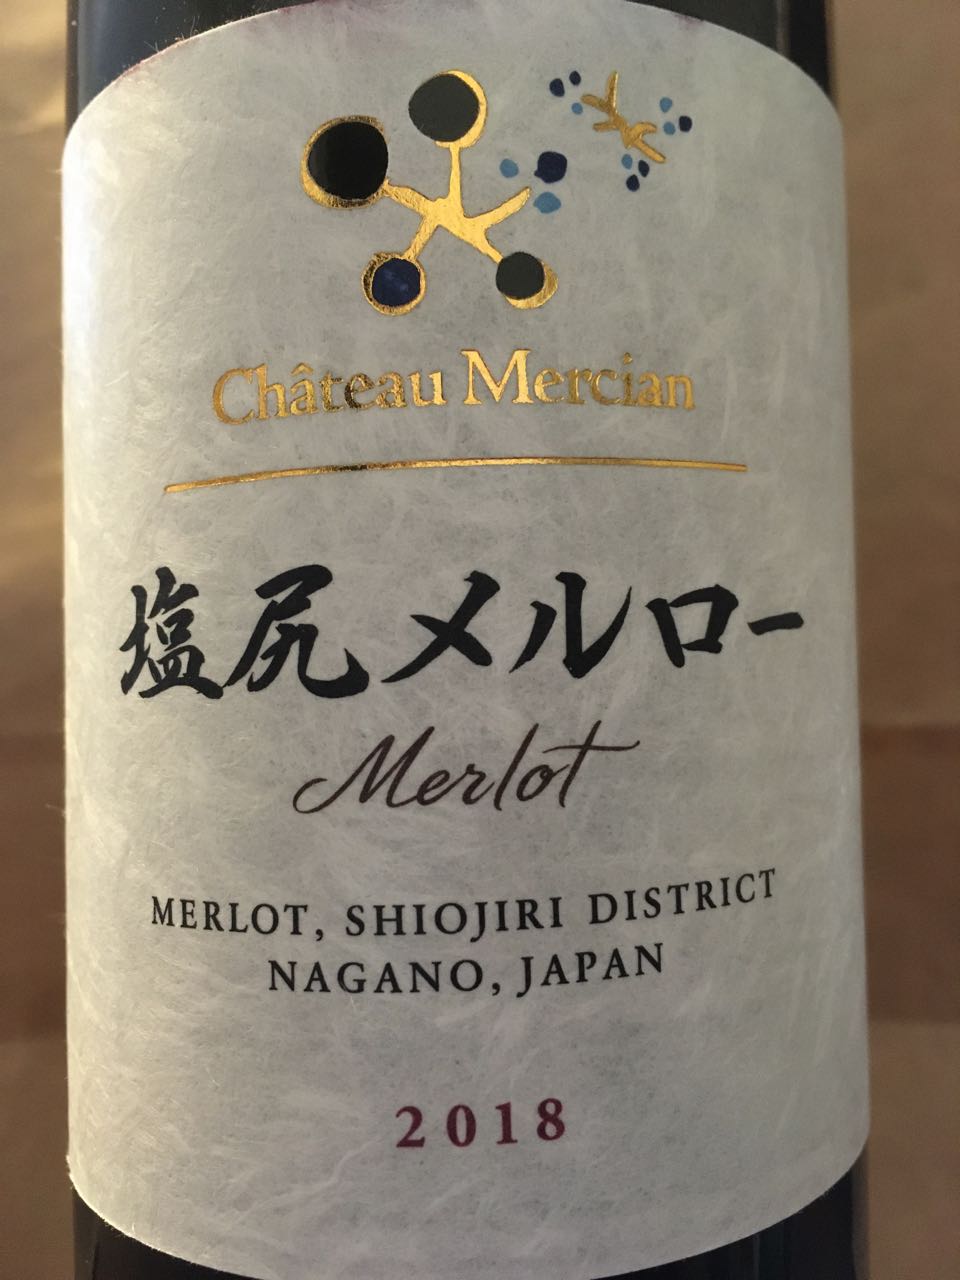 Château Mercian
塩尻メルロー
Merlot
MERLOT, SHIOJIRI DISTRICT
NAGANO, JAPAN
2018